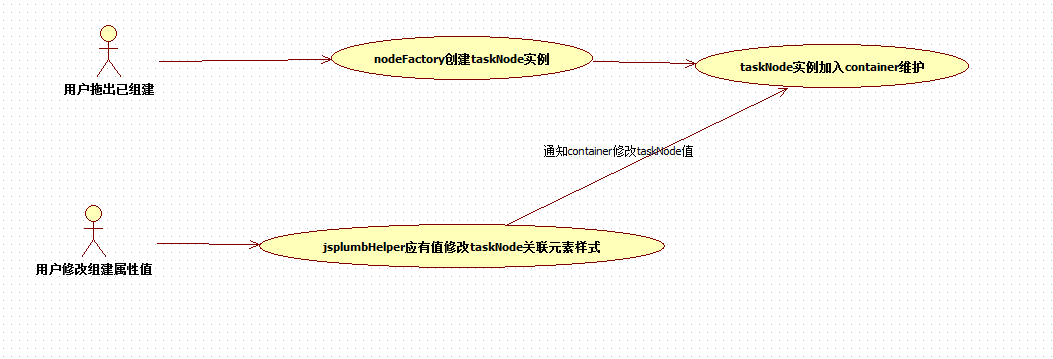 nodeFactory创建taskNode实例
taskNode实例加入container维护
用户拖出已组建
通知container修改taskNode值
jsplumbHelper应有值修改taskNode关联元素样式
用户修改组建属性值